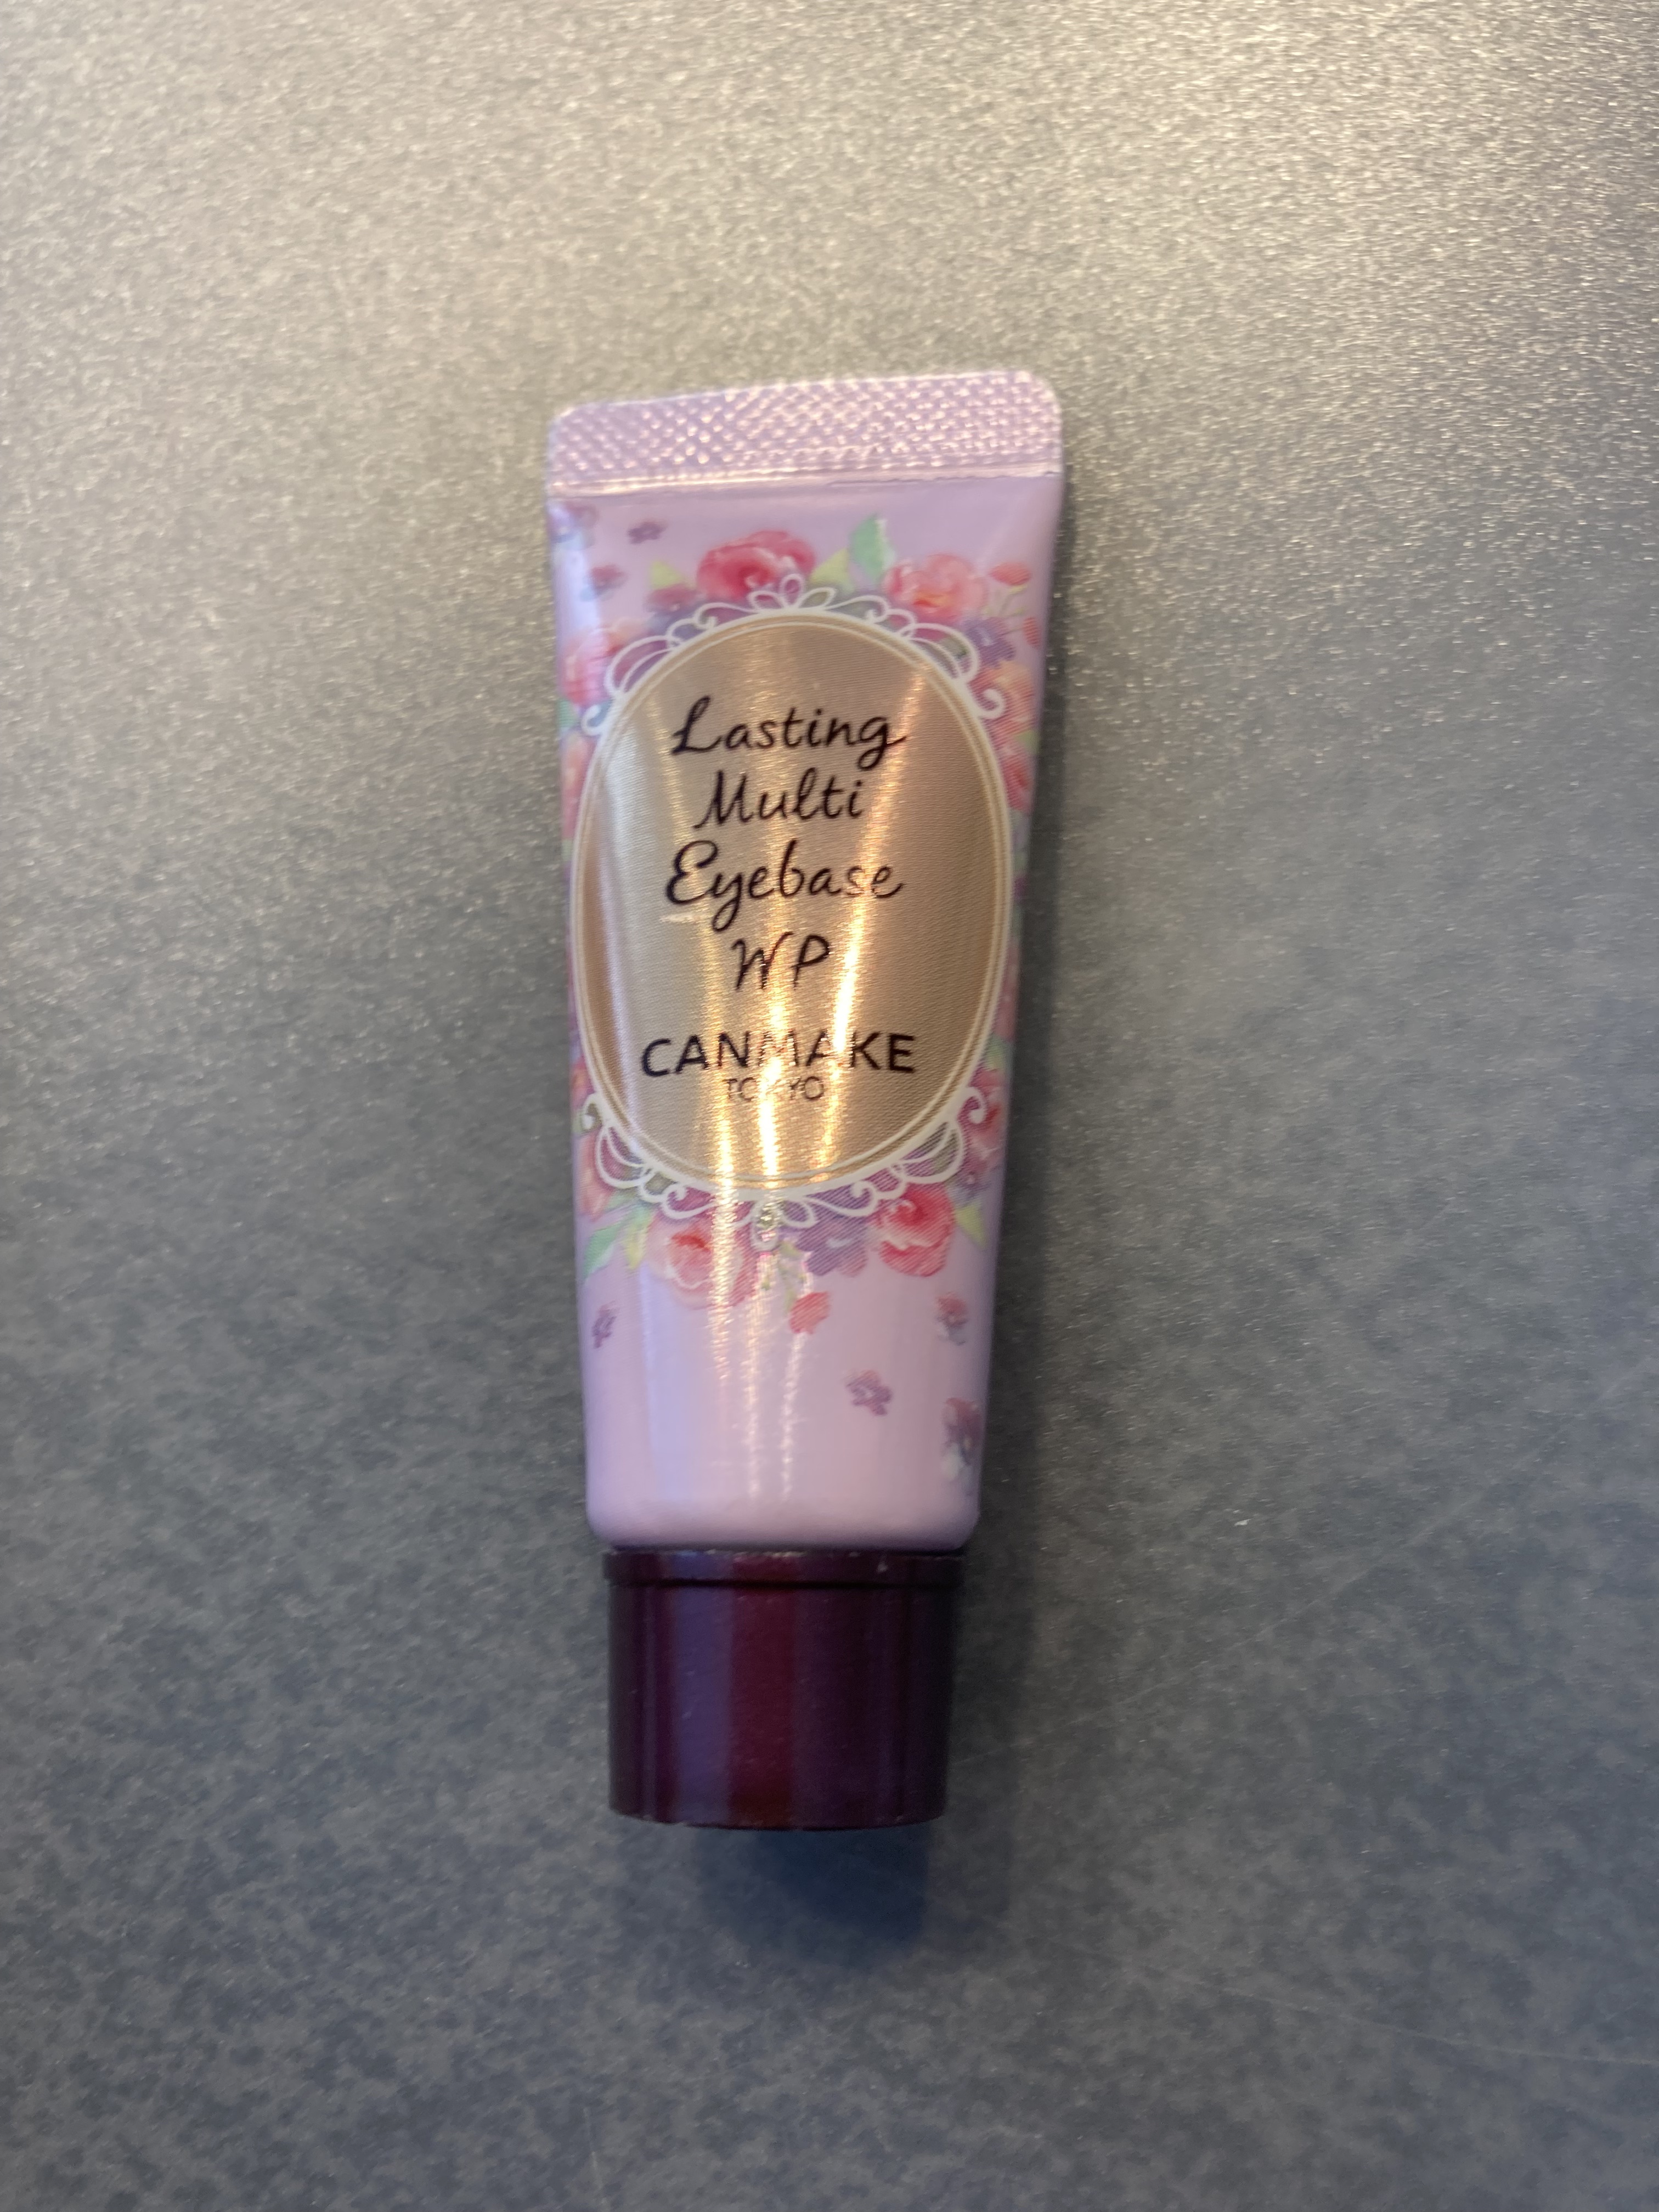 Lasting
Multi
Eyebase
WP
CANMAKE
TOKYO